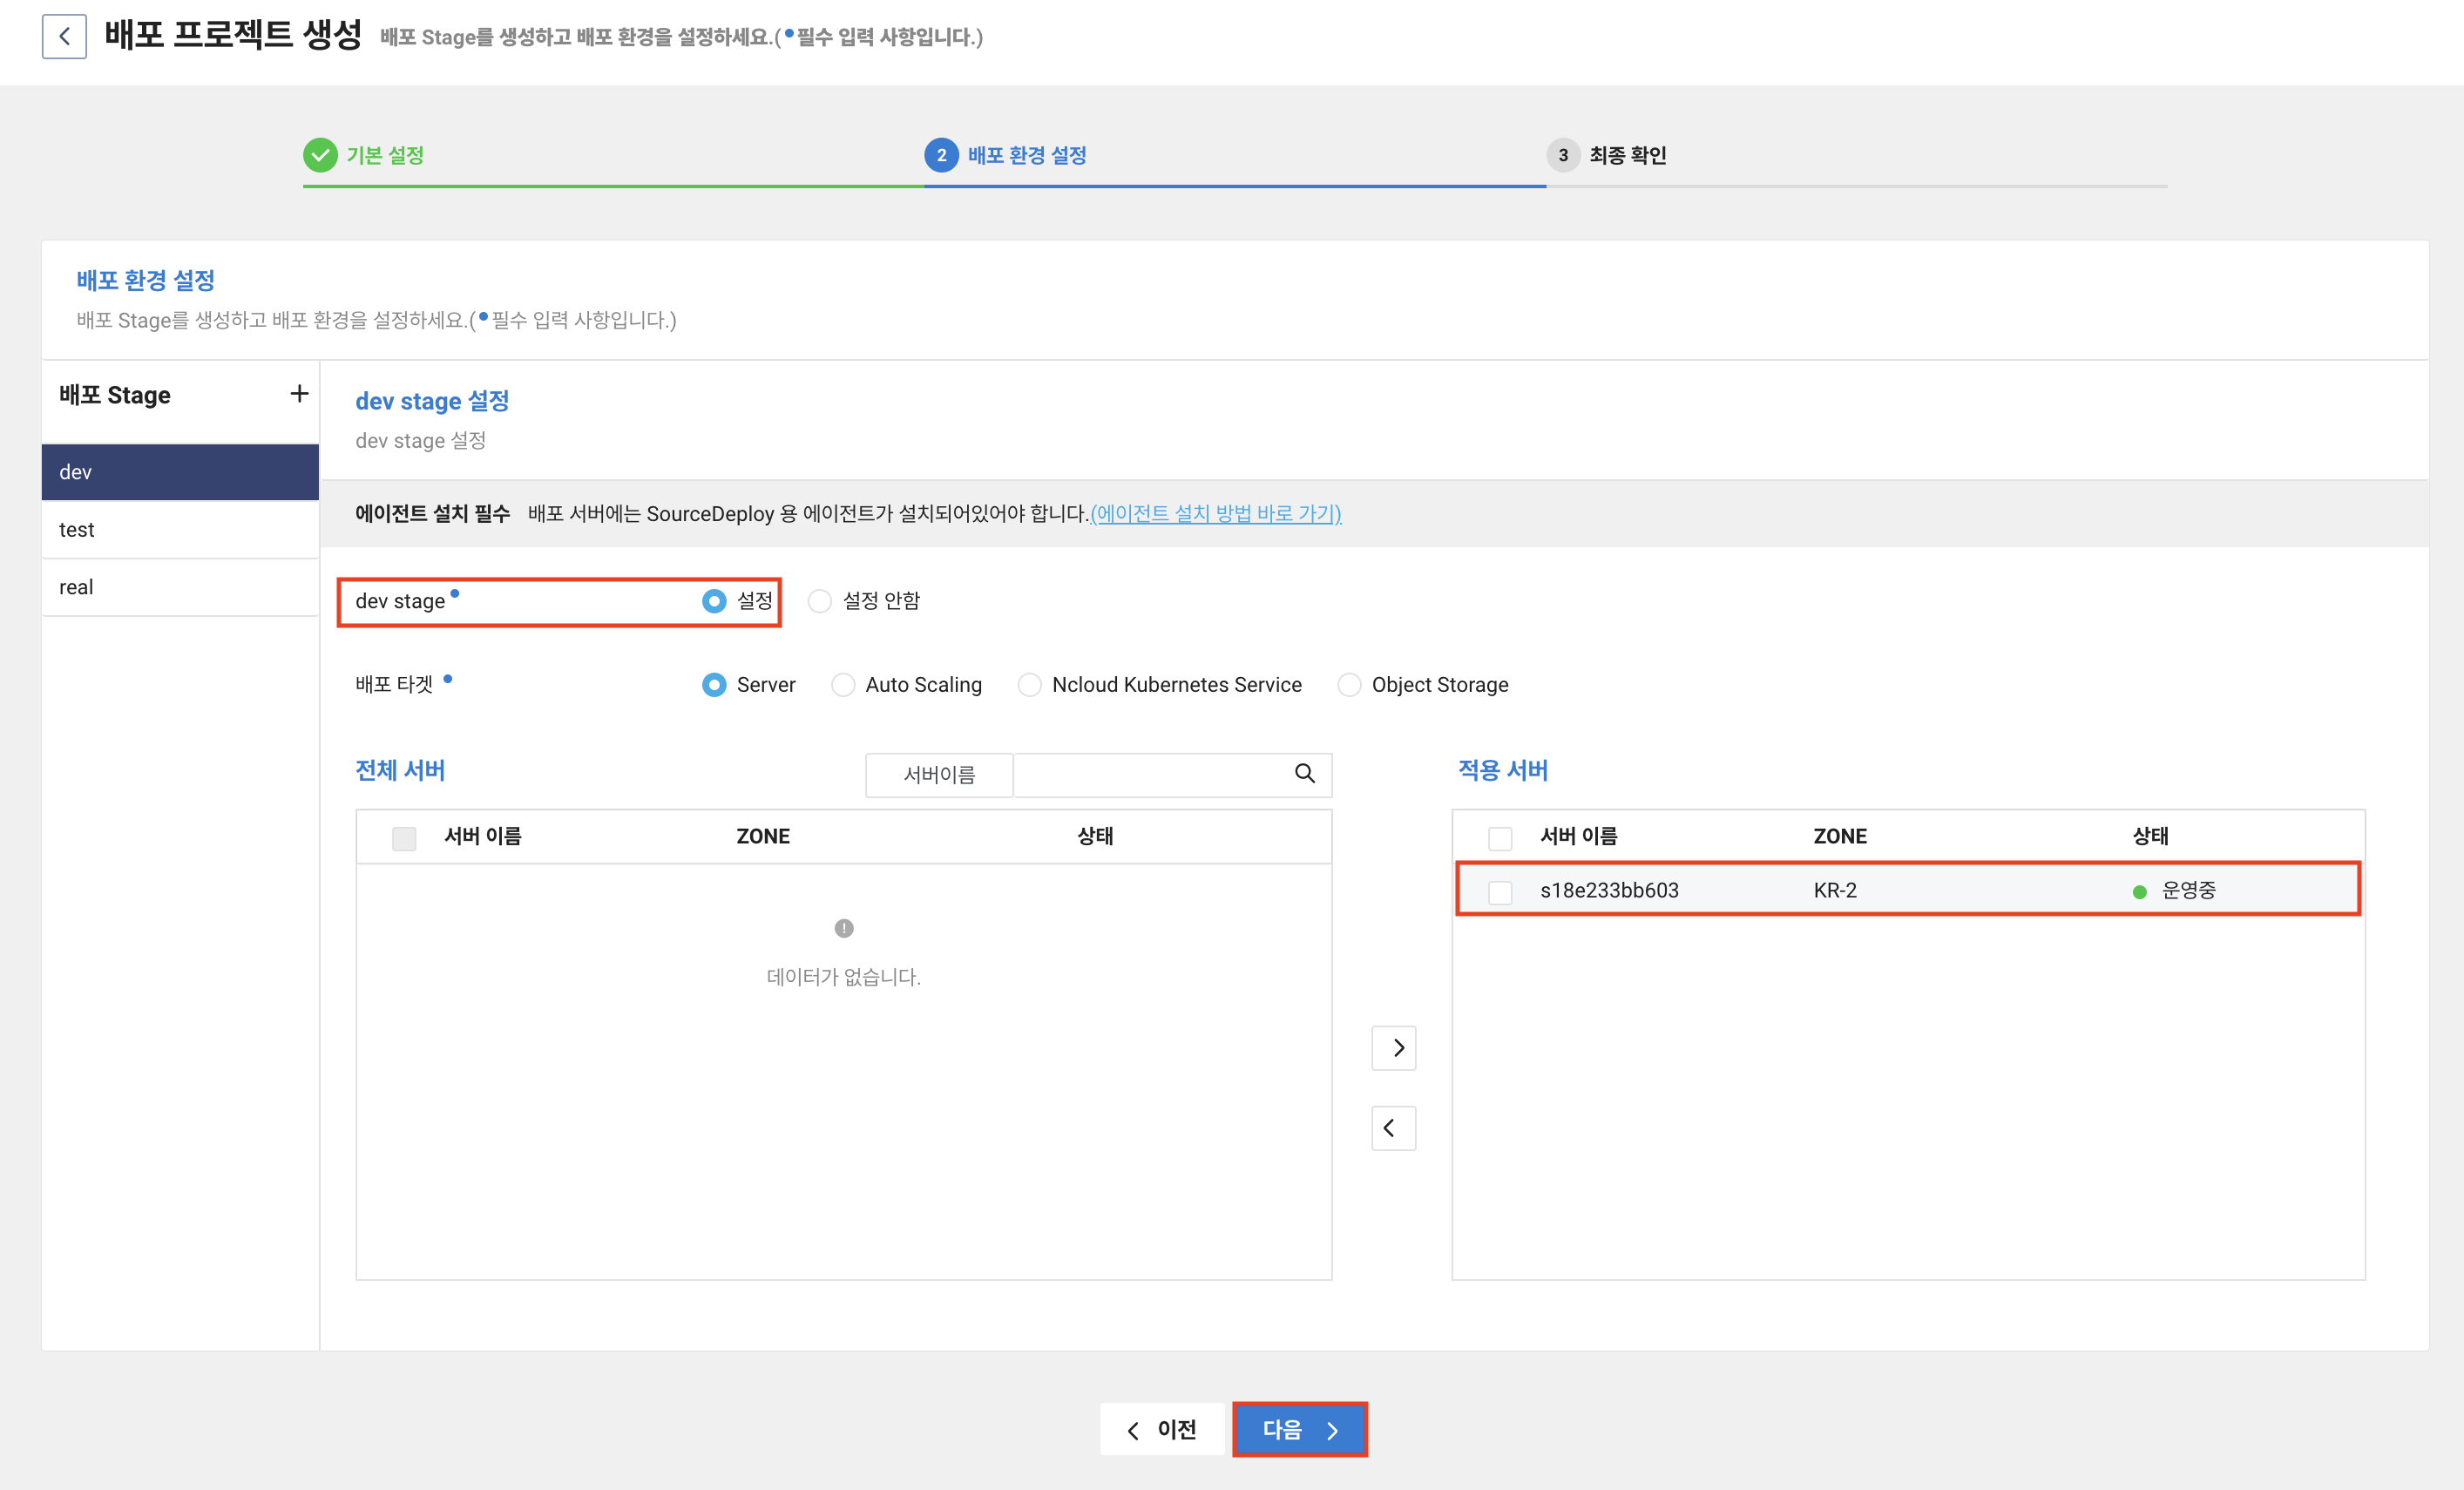 배포 프로젝트 생성 배포 Stage를 생성하고 배포 환경을 설정하세요.(•필수 입력 사항입니다.)
기본 설정
2 배포 환경 설정
3 최종 확인
배포 환경 설정
배포 Stage를 생성하고 배포 환경을 설정하세요.(•필수 입력 사항입니다.)
배포 Stage +
dev
test
real
dev stage 설정
dev stage 설정
에이전트 설치 필수 배포 서버에는 SourceDeploy 용 에이전트가 설치되어있어야 합니다.(에이전트 설치 방법 바로 가기)
dev stage • 설정 설정 안함
배포 타겟 • Server Auto Scaling Ncloud Kubernetes Service Object Storage
전체 서버 서버이름
서버 이름 ZONE 상태
데이터가 없습니다.
적용 서버
서버 이름 ZONE 상태
s18e233bb603 KR-2 운영중
이전 다음